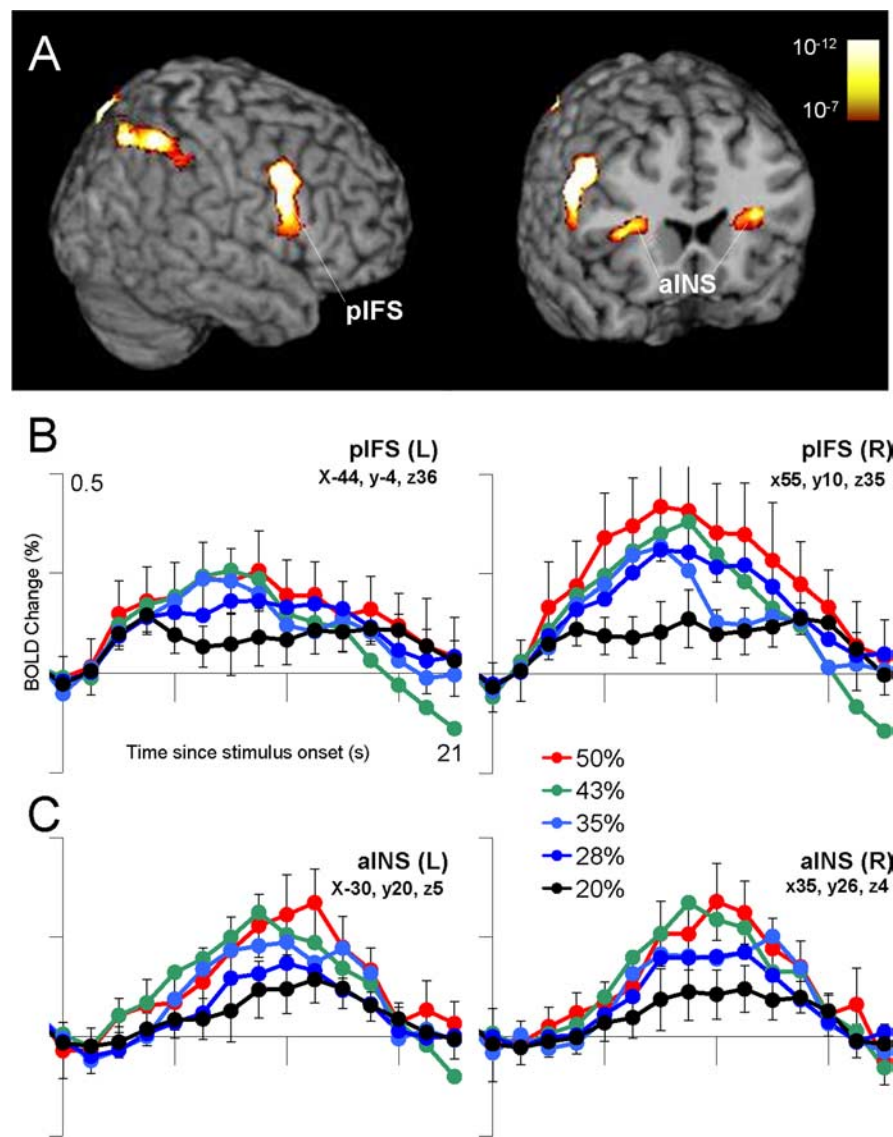 A
10-12
10-7
pIFS
aINS
B
pIFS (L)
X-44, y-4, z36
0.5
BOLD Change (%)
Time since stimulus onset (s)
21
pIFS (R)
x55, y10, z35
50%
43%
35%
28%
20%
C
aINS (L)
X-30, y20, z5
aINS (R)
x35, y26, z4